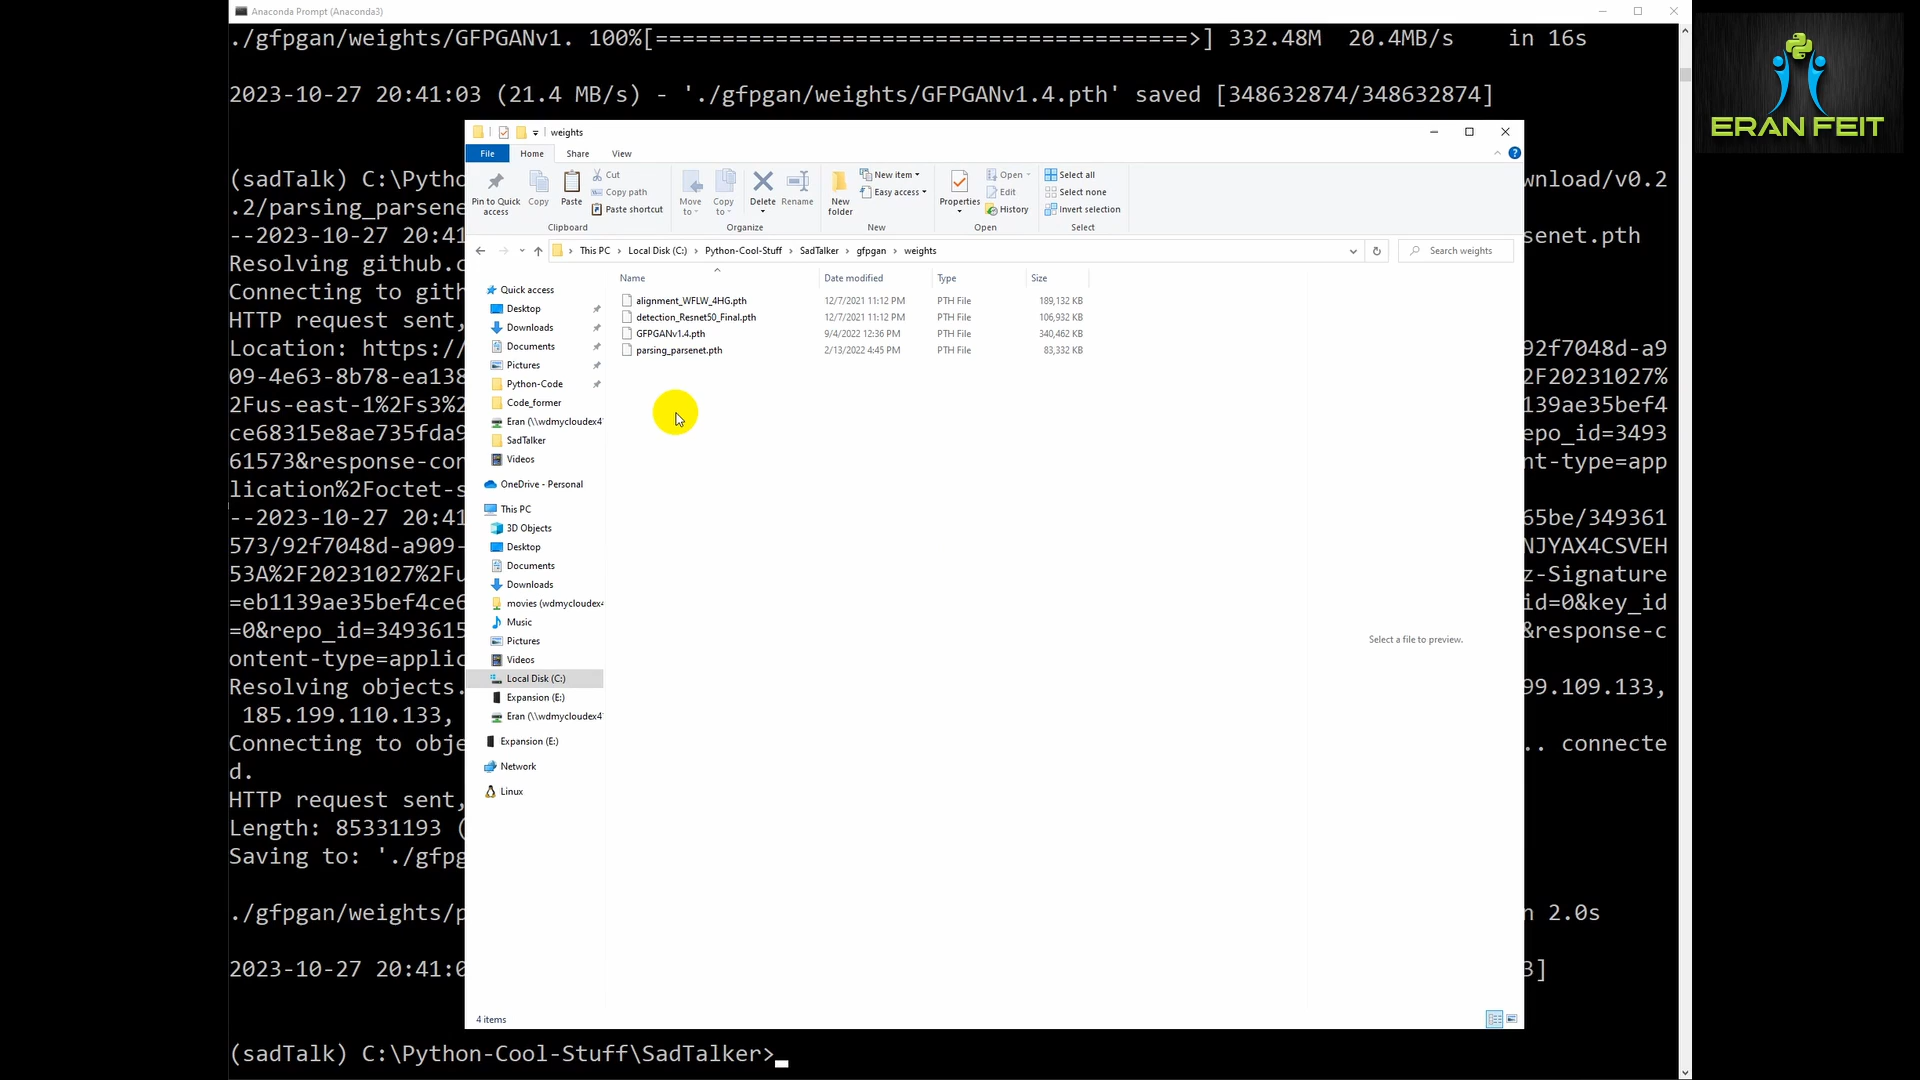 Anaconda Prompt (Anaconda3)
./gfpgan/weights/GFPGANv1. 100%[========================================>] 332.48M  20.4MB/s    in 16s
2023-10-27 20:41:03 (21.4 MB/s) - './gfpgan/weights/GFPGANv1.4.pth' saved [348632874/348632874]
ERAN FEIT
(sadTalk) C:\Pytho
wnload/v0.2
.2/parsing_parsene
--2023-10-27 20:41
senet.pth
Resolving github.c
Connecting to gith
HTTP request sent,
Location: https://
92f7048d-a9
09-4e63-8b78-ea138
2F20231027%
2Fus-east-1%2Fs3%2
139ae35bef4
ce68315e8ae735fda9
epo_id=3493
61573&response-con
nt-type=app
lication%2Foctet-s
--2023-10-27 20:41
65be/349361
573/92f7048d-a909-
NJYAX4CSVEH
53A%2F20231027%2Fu
z-Signature
=eb1139ae35bef4ce6
id=0&key_id
=0&repo_id=3493615
&response-c
ontent-type=applic
Resolving objects.
99.109.133,
185.199.110.133,
Connecting to obje
.. connecte
d.
HTTP request sent,
Length: 85331193 (
Saving to: './gfpg
./gfpgan/weights/p
n 2.0s
2023-10-27 20:41:0
3]
(sadTalk) C:\Python-Cool-Stuff\SadTalker>
weights
File Home Share View
Pin to Quick access
Copy
Paste
Cut
Copy path
Paste shortcut
Clipboard
Move to
Copy to
Delete
Rename
Organize
New folder
New item
Easy access
New
Properties
Open
Edit
History
Open
Select all
Select none
Invert selection
Select
This PC > Local Disk (C:) > Python-Cool-Stuff > SadTalker > gfpgan > weights
Search weights
Name Date modified Type Size
alignment_WFLW_4HG.pth 12/7/2021 11:12 PM PTH File 189,132 KB
detection_Resnet50_Final.pth 12/7/2021 11:12 PM PTH File 106,932 KB
GFPGANv1.4.pth 9/4/2022 12:36 PM PTH File 340,462 KB
parsing_parsenet.pth 2/13/2022 4:45 PM PTH File 83,332 KB
Quick access
Desktop
Downloads
Documents
Pictures
Python-Code
Code_former
Eran (\\wdmycloudex4
SadTalker
Videos
OneDrive - Personal
This PC
3D Objects
Desktop
Documents
Downloads
movies (wdmycloudex4
Music
Pictures
Videos
Local Disk (C:)
Expansion (E:)
Eran (\\wdmycloudex4
Expansion (E:)
Network
Linux
Select a file to preview.
4 items